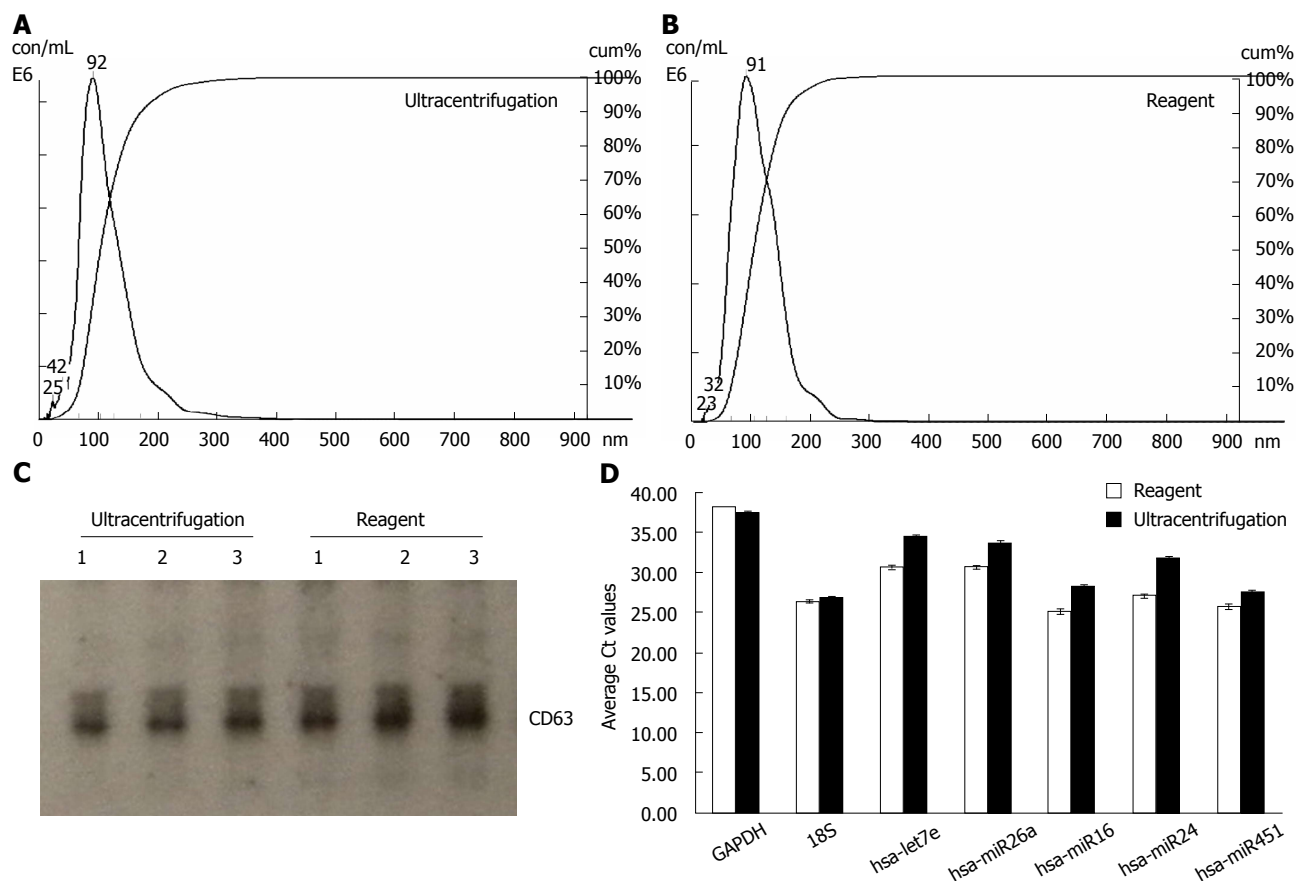 A
con/mL
E6
92
cum%
100%
Ultracentrifugation
90%
80%
70%
60%
50%
40%
30%
20%
10%
42
25
0 100 200 300 400 500 600 700 800 900 nm
B
con/mL
E6
91
cum%
100%
Reagent
90%
80%
70%
60%
50%
40%
30%
20%
10%
32
23
0 100 200 300 400 500 600 700 800 900 nm
C
Ultracentrifugation Reagent
1 2 3 1 2 3
CD63
D
Reagent
Ultracentrifugation
Average Ct values
40.00
35.00
30.00
25.00
20.00
15.00
10.00
5.00
0.00
GAPDH
18S
hsa-let7e
hsa-miR26a
hsa-miR16
hsa-miR24
hsa-miR451